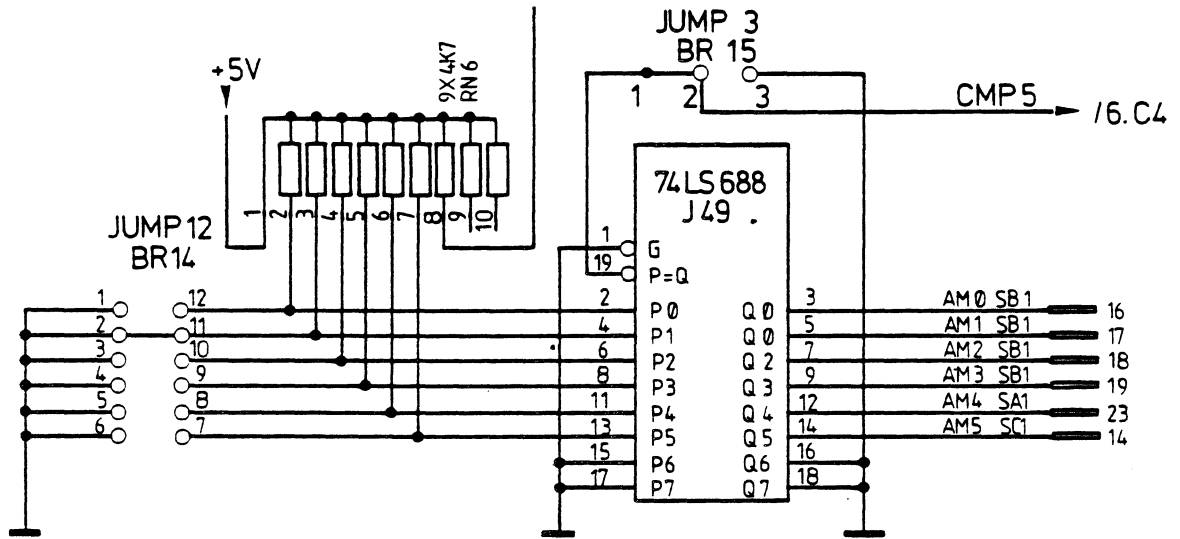 JUMP 3
BR 15
1 2 3
CMP5
/6.C4
+5V
9X4K7
RN6
1 2 3 4 5 6 7 8 9 10
JUMP 12
BR14
74LS688
J49 .
1 G
19 P=Q
1 12 2 P0 Q0 3 AM0 SB1 16
2 11 4 P1 Q0 5 AM1 SB1 17
3 10 6 P2 Q2 7 AM2 SB1 18
4 9 8 P3 Q3 9 AM3 SB1 19
5 8 11 P4 Q4 12 AM4 SA1 23
6 7 13 P5 Q5 14 AM5 SC1 14
15 P6 Q6 16
17 P7 Q7 18